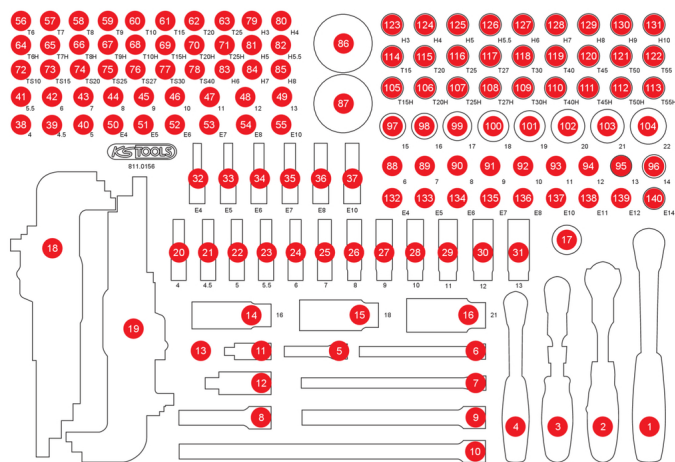 56 57 58 59 60 61 62 63 79 80
T6 T7 T8 T9 T10 T15 T20 T25 H3 H4
64 65 66 67 68 69 70 71 81 82
T6H T7H T8H T9H T10H T15H T20H T25H H5 H5.5
72 73 74 75 76 77 78 83 84 85
TS10 TS15 TS20 TS25 TS27 TS30 TS40 H6 H7 H8
41 42 43 44 45 46 47 48 49
5.5 6 7 8 9 10 11 12 13
38 39 40 50 51 52 53 54 55
4 4.5 5 E4 E5 E6 E7 E8 E10
86
87
123 124 125 126 127 128 129 130 131
H3 H4 H5 H5.5 H6 H7 H8 H9 H10
114 115 116 117 118 119 120 121 122
T15 T20 T25 T27 T30 T40 T45 T50 T55
105 106 107 108 109 110 111 112 113
T15H T20H T25H T27H T30H T40H T45H T50H T55H
97 98 99 100 101 102 103 104
15 16 17 18 19 20 21 22
88 89 90 91 92 93 94 95 96
6 7 8 9 10 11 12 13 14
132 133 134 135 136 137 138 139 140
E4 E5 E6 E7 E8 E10 E11 E12 E14
KS TOOLS
811.0156
32 33 34 35 36 37
E4 E5 E6 E7 E8 E10
17
18
20 21 22 23 24 25 26 27 28 29 30 31
4 4.5 5 5.5 6 7 8 9 10 11 12 13
19
14 16 15 18 16 21
13 11 5 6
12 7
8 9
10
4 3 2 1